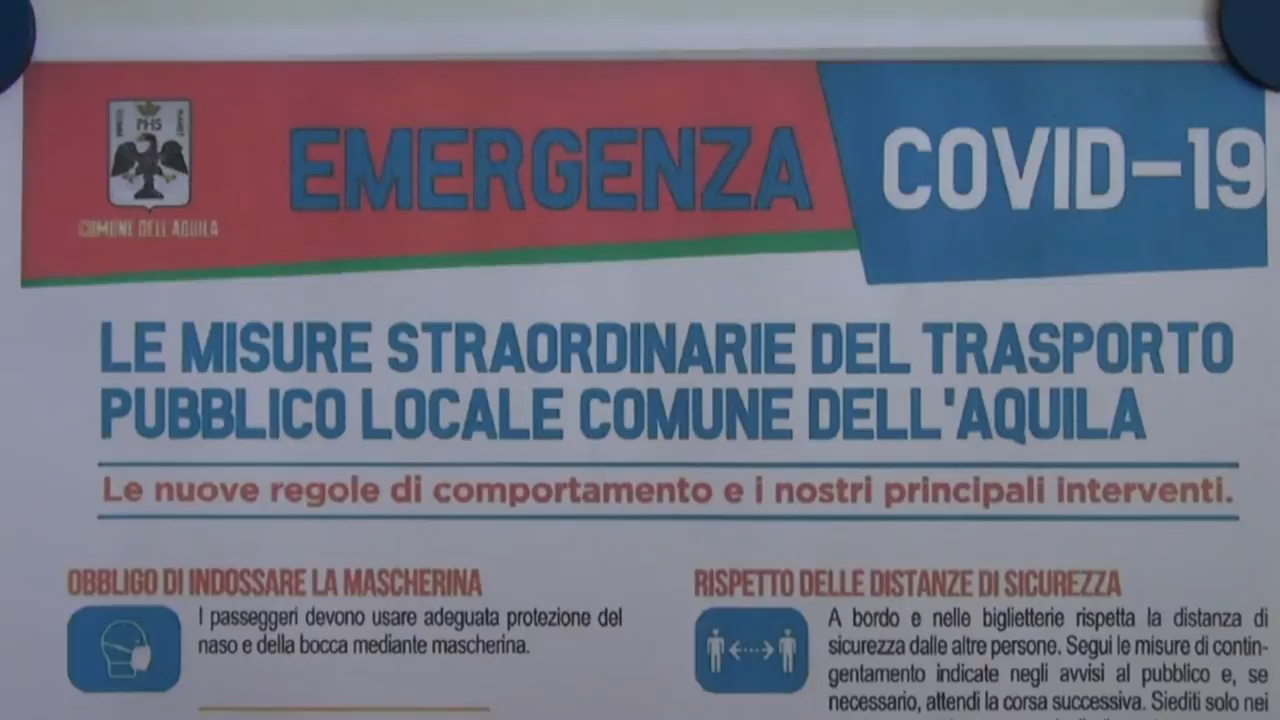 PHS
COMUNE DELL'AQUILA
EMERGENZA
COVID-19
LE MISURE STRAORDINARIE DEL TRASPORTO
PUBBLICO LOCALE COMUNE DELL'AQUILA
Le nuove regole di comportamento e i nostri principali interventi.
OBBLIGO DI INDOSSARE LA MASCHERINA
I passeggeri devono usare adeguata protezione del
naso e della bocca mediante mascherina.
RISPETTO DELLE DISTANZE DI SICUREZZA
A bordo e nelle biglietterie rispetta la distanza di
sicurezza dalle altre persone. Segui le misure di contin-
gentamento indicate negli avvisi al pubblico e, se
necessario, attendi la corsa successiva. Siediti solo nei